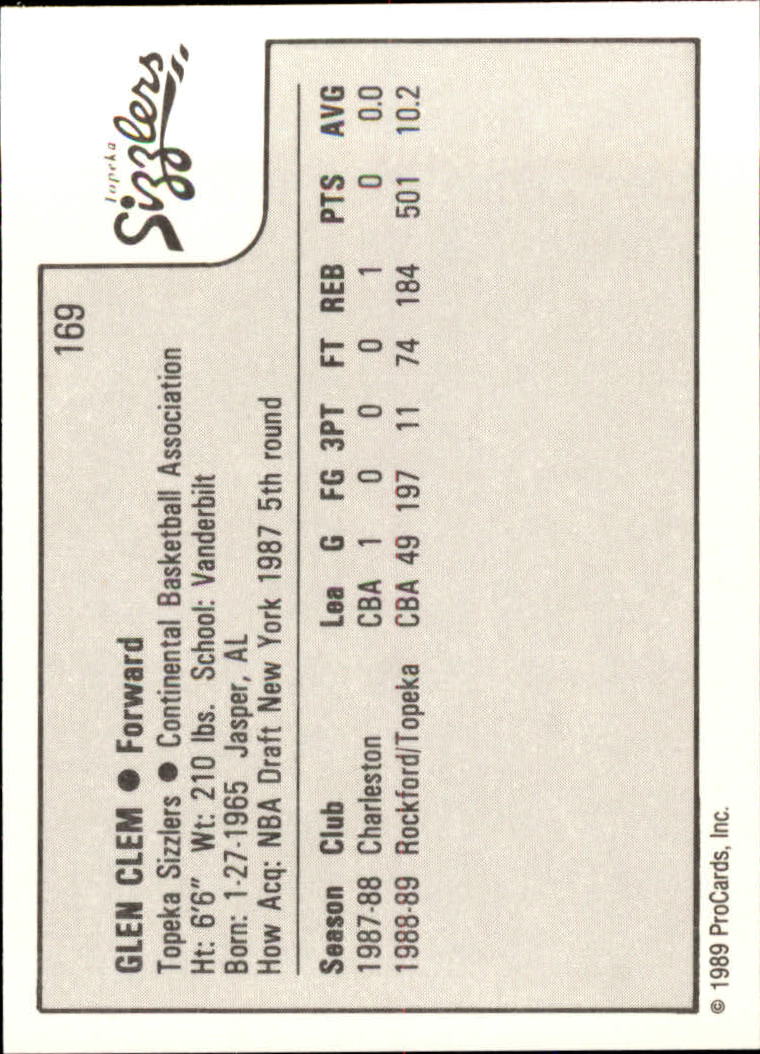 169
Topeka
Sizzlers
GLEN CLEM ● Forward
Topeka Sizzlers ● Continental Basketball Association
Ht: 6'6" Wt: 210 lbs. School: Vanderbilt
Born: 1-27-1965 Jasper, AL
How Acq: NBA Draft New York 1987 5th round
Season Club Lea G FG 3PT FT REB PTS AVG
1987-88 Charleston CBA 1 0 0 0 1 0 0.0
1988-89 Rockford/Topeka CBA 49 197 11 74 184 501 10.2
© 1989 ProCards, Inc.